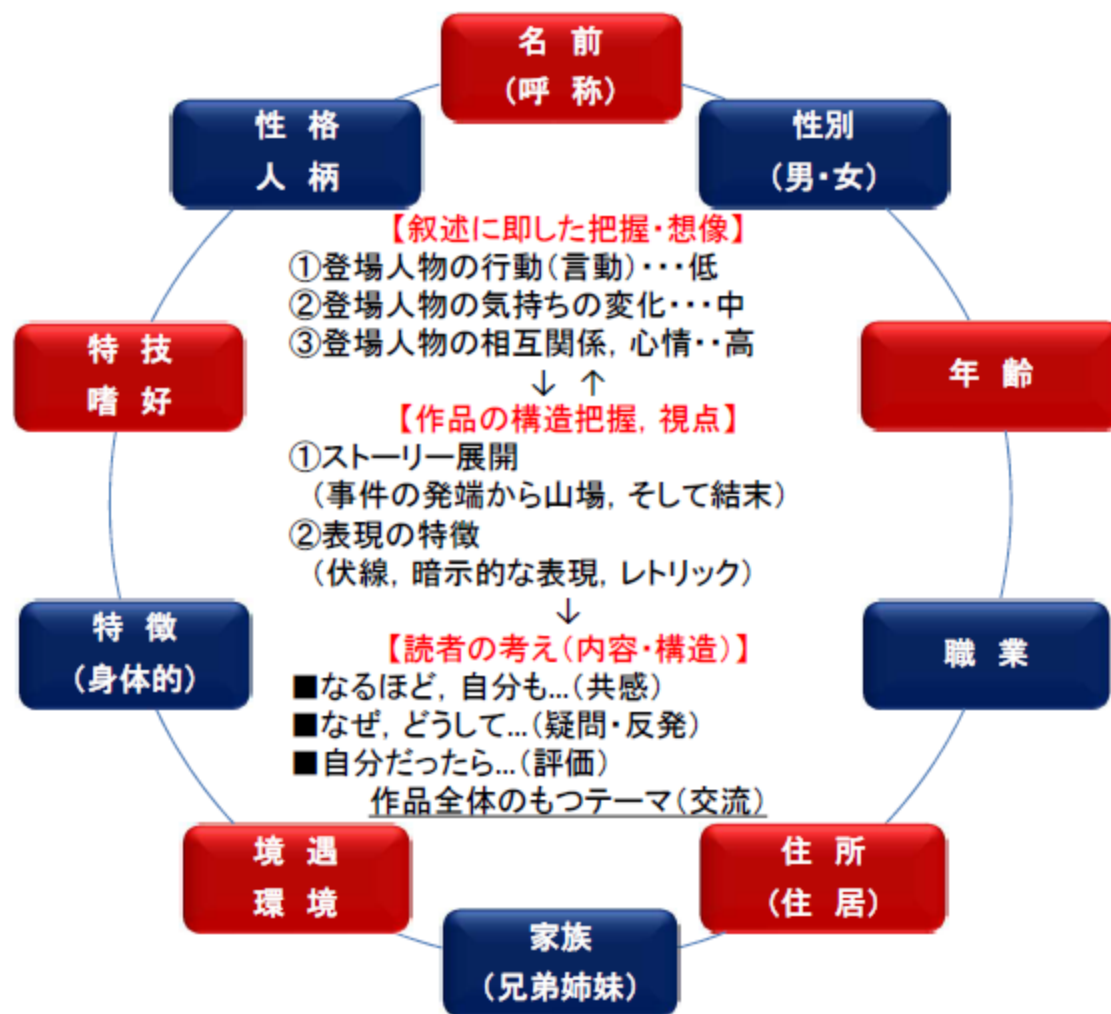 名 前
(呼 称)
性別
(男・女)
年 齢
職 業
住 所
(住 居)
家族
(兄弟姉妹)
境 遇
環 境
特 徴
(身体的)
特 技
嗜 好
性 格
人 柄
【叙述に即した把握・想像】
①登場人物の行動(言動)・・・低
②登場人物の気持ちの変化・・・中
③登場人物の相互関係, 心情・・高
↓ ↑
【作品の構造把握, 視点】
①ストーリー展開
(事件の発端から山場, そして結末)
②表現の特徴
(伏線, 暗示的な表現, レトリック)
↓
【読者の考え(内容・構造)】
■なるほど, 自分も…(共感)
■なぜ, どうして…(疑問・反発)
■自分だったら…(評価)
作品全体のもつテーマ(交流)